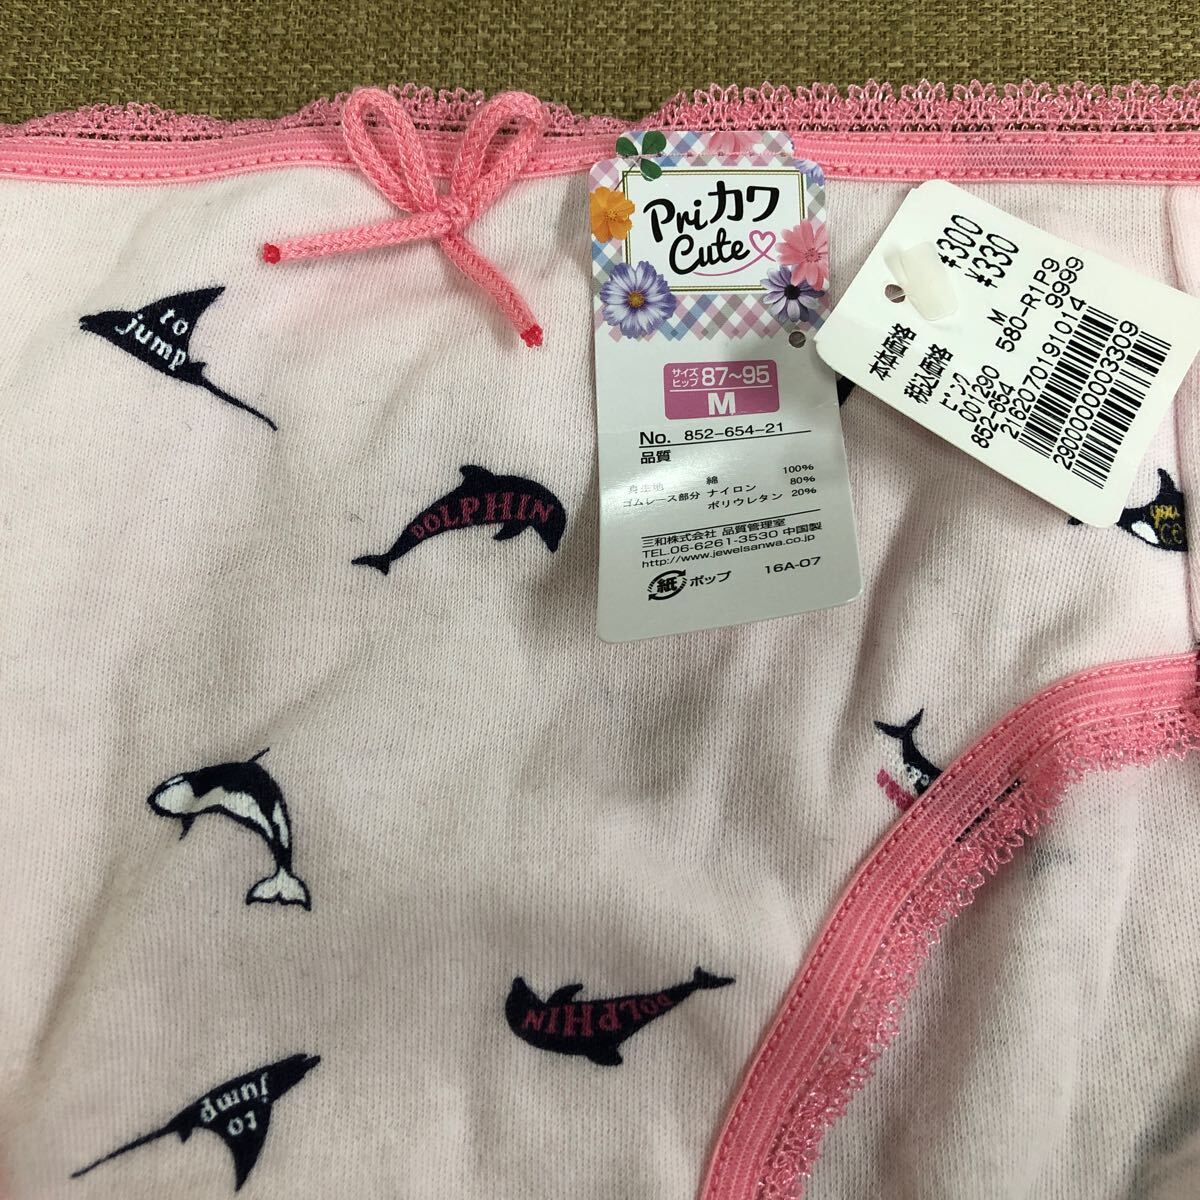 to
jump
Priカワ
Cute
サイズ
ヒップ 87~95
M
No. 852-654-21
品質
身生地 綿 100%
ゴムレース部分 ナイロン 80%
ポリウレタン 20%
三和株式会社 品質管理室
TEL.06-6261-3530 中国製
http://www.jewelsanwa.co.jp
紙 ポップ 16A-07
本体価格 ¥300
税込価格 ¥330
ピンク M
001290 580-R1P9
852-654 9999
2162070191014
2900000003309
DOLPHIN
DOLPHIN
to
jump